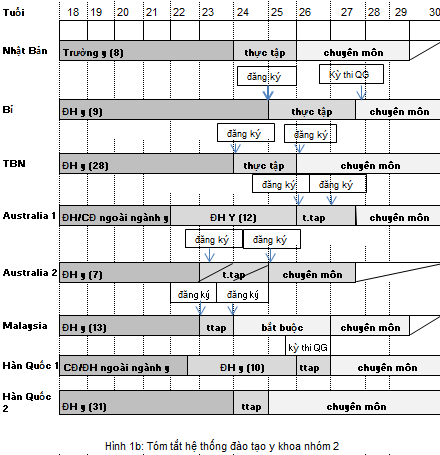 Tuổi 18 19 20 21 22 23 24 25 26 27 28 29 30
Nhật Bản Trường y (8) thực tập chuyên môn
đăng ký Kỳ thi QG
Bỉ ĐH y (9) thực tập chuyên môn
đăng ký đăng ký
TBN ĐH y (28) thực tập chuyên môn
đăng ký đăng ký
Australia 1 ĐH/CĐ ngoài ngành y ĐH Y (12) t.tap chuyên môn
đăng ký đăng ký
Australia 2 ĐH y (7) t.tap chuyên môn
đăng ký đăng ký
Malaysia ĐH y (13) ttap bắt buộc chuyên môn
kỳ thi QG
Hàn Quốc 1 CĐ/ĐH ngoài ngành y ĐH y (10) ttap chuyên môn
Hàn Quốc
2 ĐH y (31) ttap chuyên môn
Hình 1b: Tóm tắt hệ thống đào tạo y khoa nhóm 2